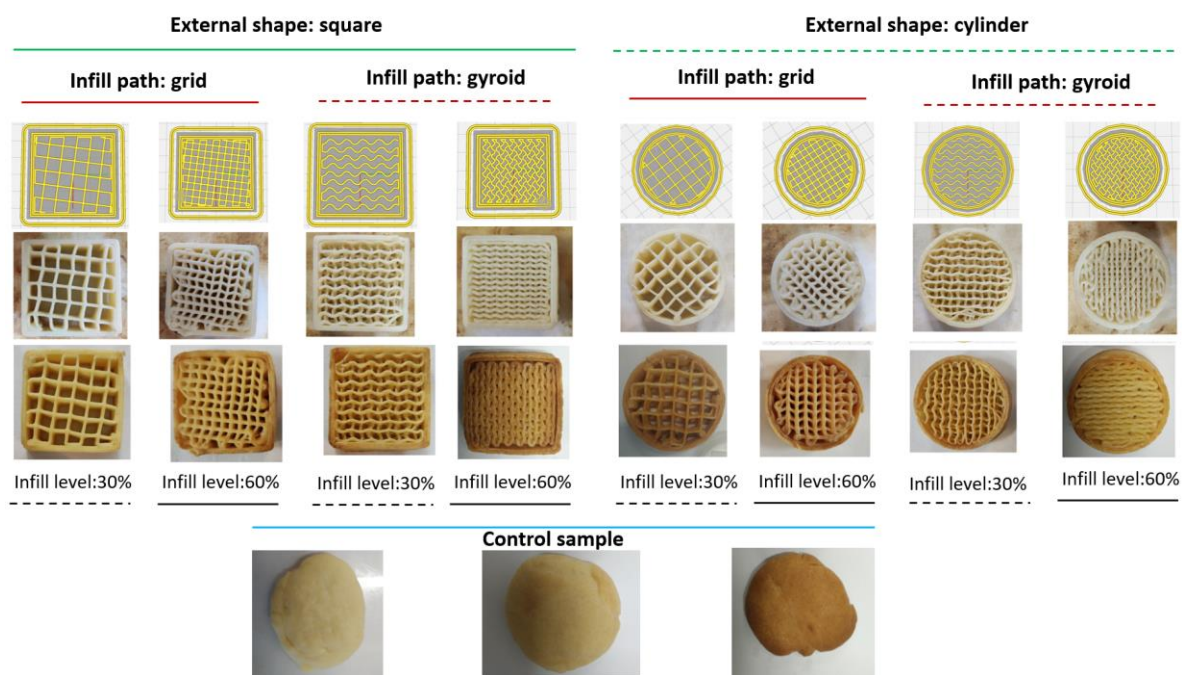 External shape: square
External shape: cylinder
Infill path: grid
Infill path: gyroid
Infill path: grid
Infill path: gyroid
Infill level:30%
Infill level:60%
Infill level:30%
Infill level:60%
Infill level:30%
Infill level:60%
Infill level:30%
Infill level:60%
Control sample